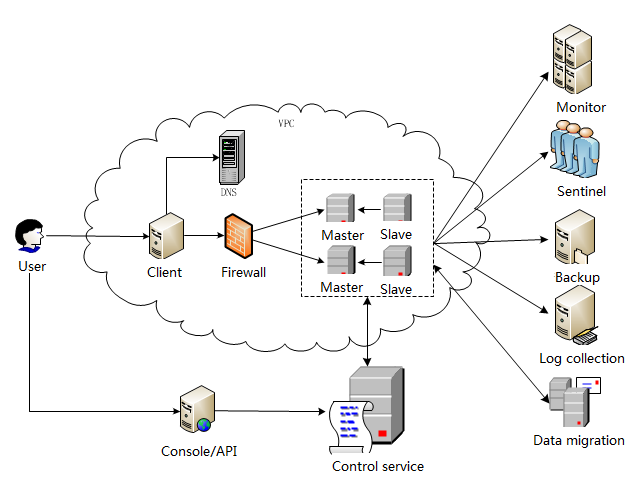 Monitor
VPC
Sentinel
DNS
Master
Slave
User
Client
Firewall
Backup
Master
Slave
Log collection
Data migration
Console/API
Control service